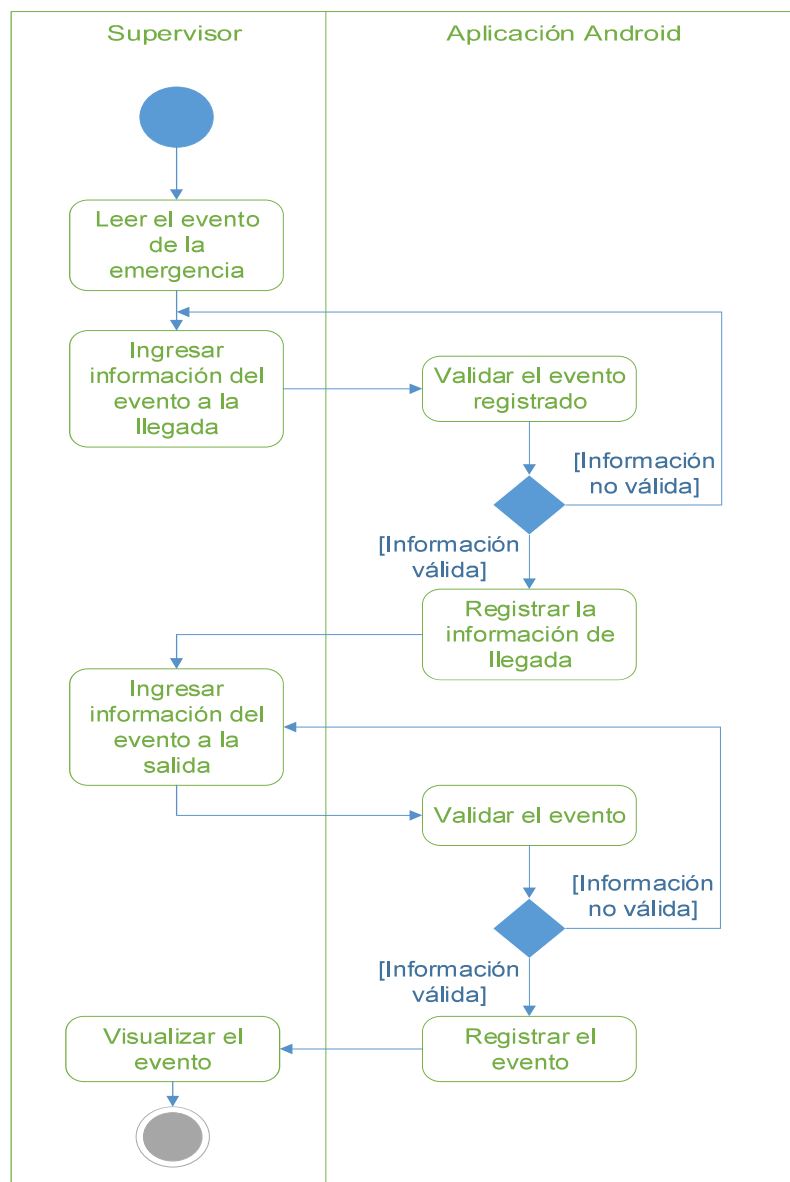 Supervisor
Aplicación Android
Leer el evento
de la
emergencia
Ingresar
información del
evento a la
llegada
Validar el evento
registrado
[Información
no válida]
[Información
válida]
Registrar la
información de
llegada
Ingresar
información del
evento a la
salida
Validar el evento
[Información
no válida]
[Información
válida]
Registrar el
evento
Visualizar el
evento